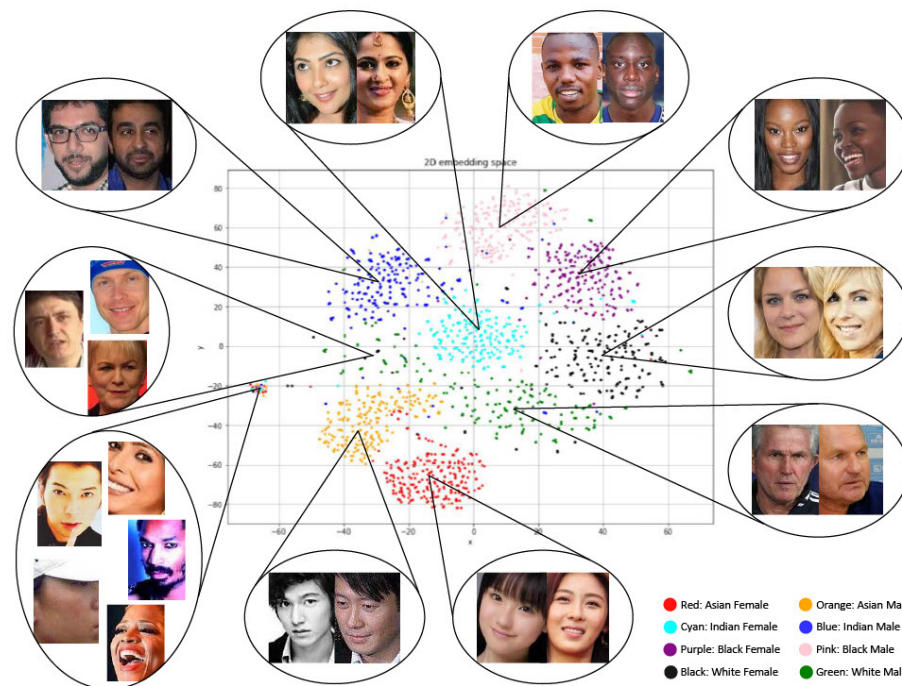 2D embedding space
80
60
40
20
0
-20
-40
-60
-80
y
-60
-40
-20
0
20
40
60
x
Red: Asian Female
Orange: Asian Ma
Cyan: Indian Female
Blue: Indian Male
Purple: Black Female
Pink: Black Male
Black: White Female
Green: White Mal